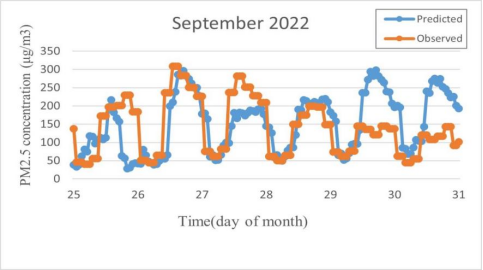 September 2022
Predicted
Observed
PM2.5 concentration (µg/m3)
350
300
250
200
150
100
50
0
25 26 27 28 29 30 31
Time(day of month)